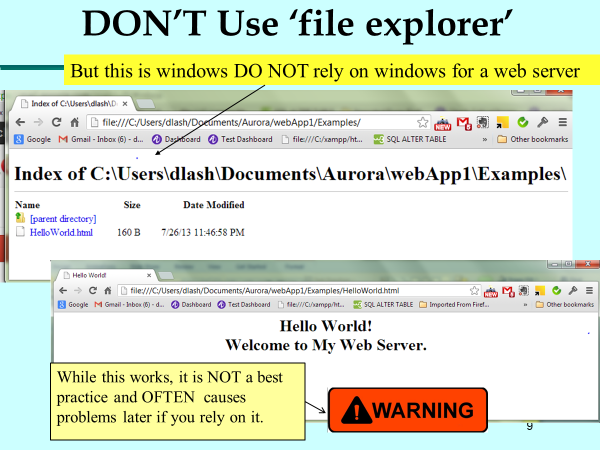 DON'T Use 'file explorer'
But this is windows DO NOT rely on windows for a web server
Index of C:\Users\dlash\D
file:///C:/Users/dlash/Documents/Aurora/webApp1/Examples/
Google Gmail - Inbox (6) - d... Dashboard Test Dashboard file:///C:/xampp/ht... SQL ALTER TABLE » Other bookmarks
Index of C:\Users\dlash\Documents\Aurora\webApp1\Examples\
Name Size Date Modified
[parent directory]
HelloWorld.html 160 B 7/26/13 11:46:58 PM
Hello World!
file:///C:/Users/dlash/Documents/Aurora/webApp1/Examples/HelloWorld.html
Google Gmail - Inbox (6) - d... Dashboard Test Dashboard file:///C:/xampp/ht... SQL ALTER TABLE Imported From Firef... » Other bookmarks
Hello World!
Welcome to My Web Server.
While this works, it is NOT a best
practice and OFTEN causes
problems later if you rely on it.
WARNING
9